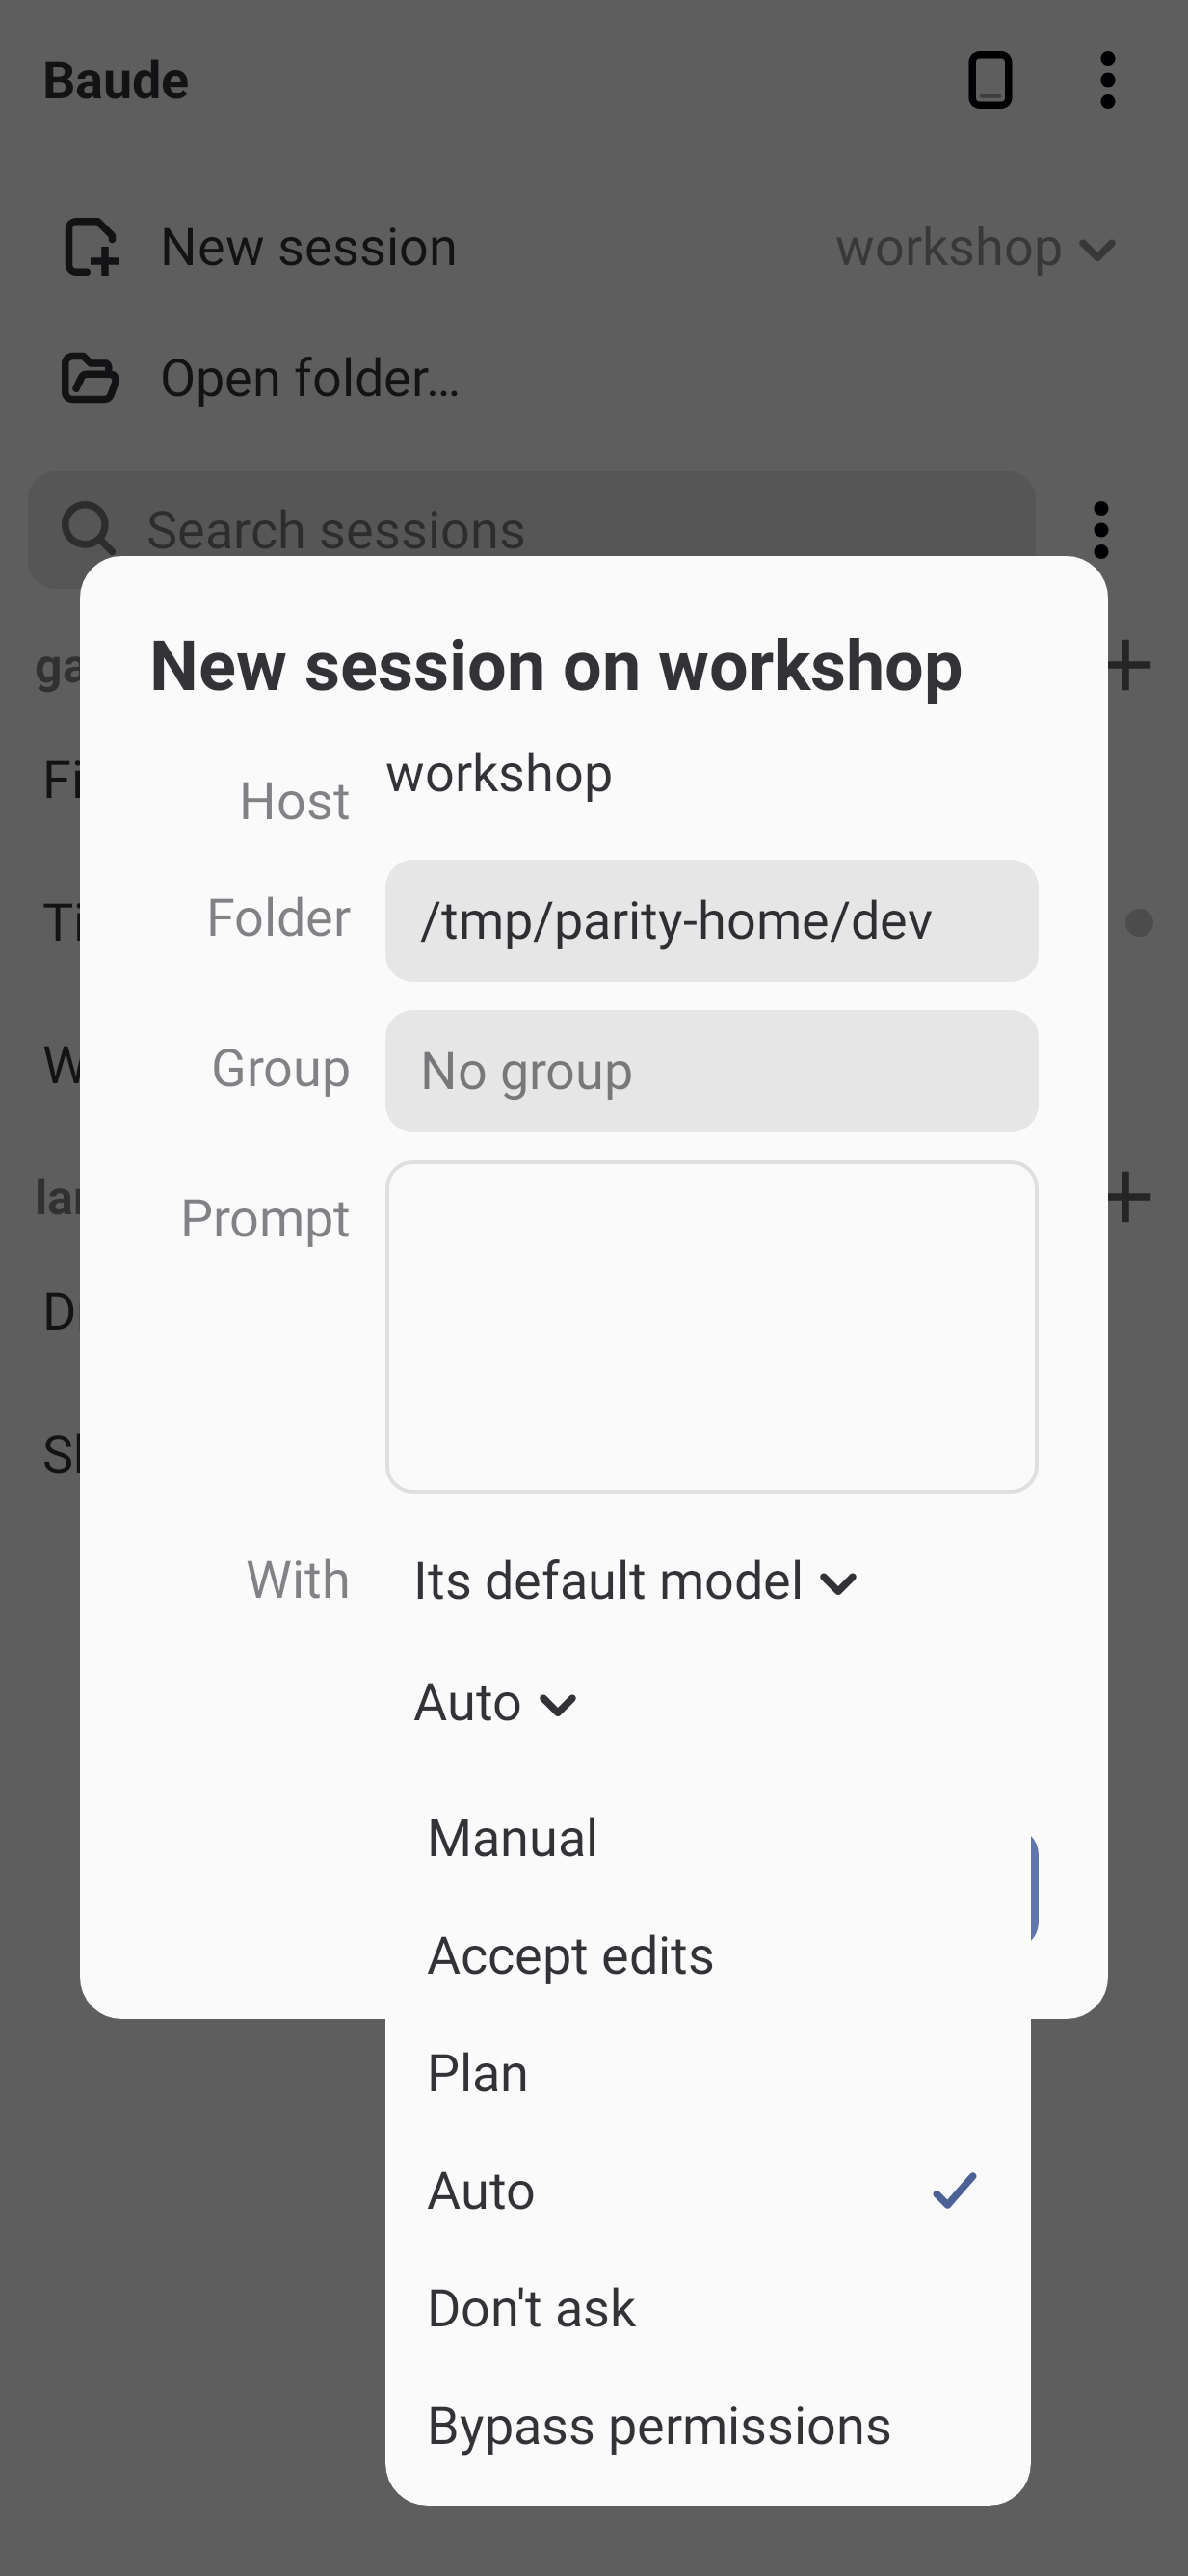 Baude
New session
workshop
Open folder...
Search sessions
New session on workshop
Host
workshop
Folder
/tmp/parity-home/dev
Group
No group
Prompt
With
Its default model
Auto
Manual
Accept edits
Plan
Auto
Don't ask
Bypass permissions